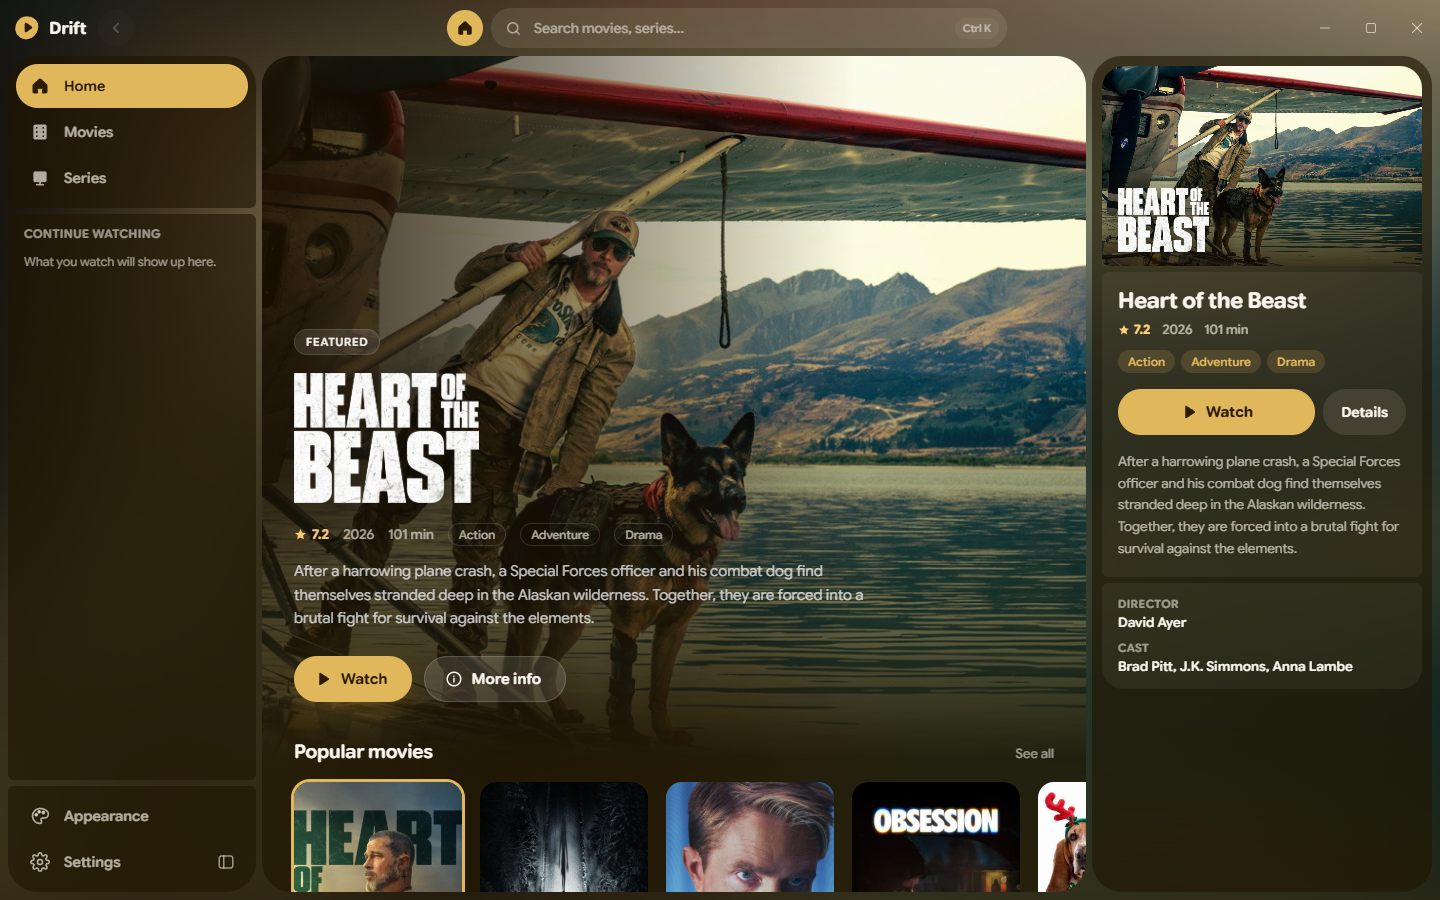 Drift
Search movies, series...
Ctrl K
Home
Movies
Series
CONTINUE WATCHING
What you watch will show up here.
Appearance
Settings
FEATURED
HEART OF THE
BEAST
7.2 2026 101 min Action Adventure Drama
After a harrowing plane crash, a Special Forces officer and his combat dog find
themselves stranded deep in the Alaskan wilderness. Together, they are forced into a
brutal fight for survival against the elements.
Watch
More info
Popular movies
See all
HEART
OF
OBSESSION
HEART OF THE
BEAST
Heart of the Beast
7.2 2026 101 min
Action Adventure Drama
Watch
Details
After a harrowing plane crash, a Special Forces
officer and his combat dog find themselves
stranded deep in the Alaskan wilderness.
Together, they are forced into a brutal fight for
survival against the elements.
DIRECTOR
David Ayer
CAST
Brad Pitt, J.K. Simmons, Anna Lambe